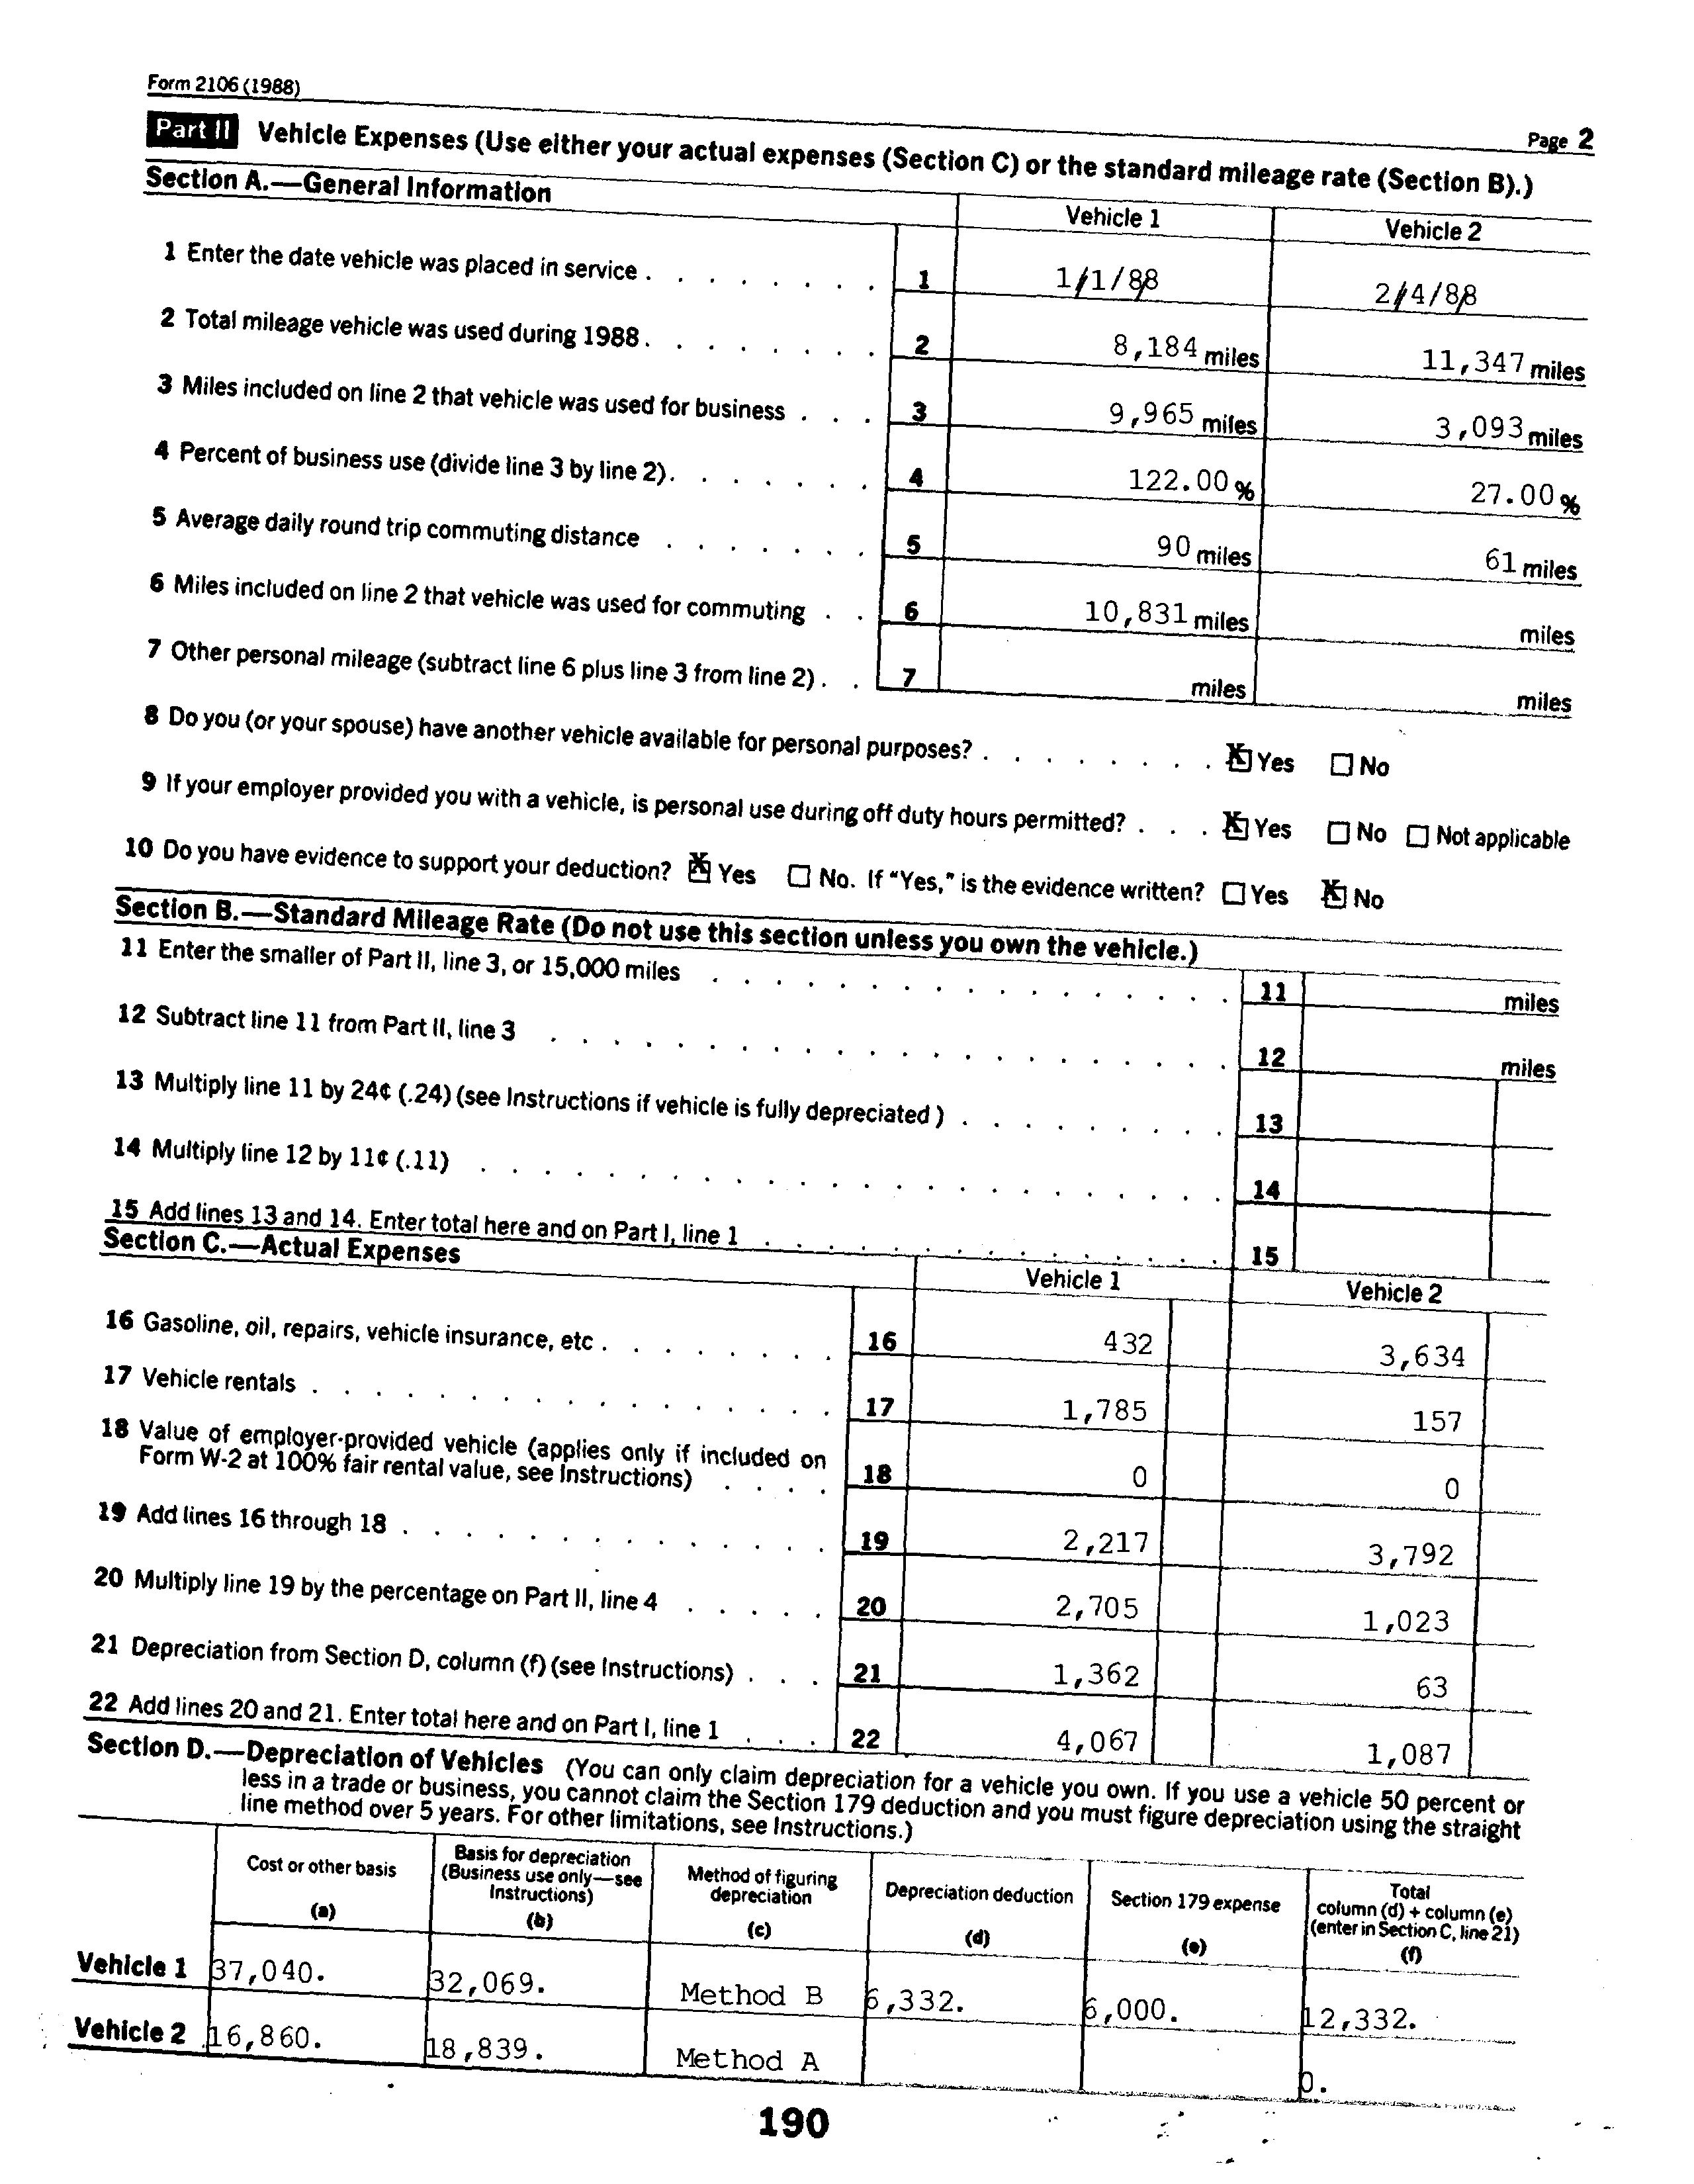 Form 2106 (1988)
Page 2
Part II Vehicle Expenses (Use either your actual expenses (Section C) or the standard mileage rate (Section B).)
Section A.—General Information
Vehicle 1 Vehicle 2
1 Enter the date vehicle was placed in service . . . . . . . . 1 1/1/88 2/4/88
2 Total mileage vehicle was used during 1988 . . . . . . . . 2 8,184 miles 11,347 miles
3 Miles included on line 2 that vehicle was used for business . . . 3 9,965 miles 3,093 miles
4 Percent of business use (divide line 3 by line 2) . . . . . . . 4 122.00 % 27.00 %
5 Average daily round trip commuting distance . . . . . . . 5 90 miles 61 miles
6 Miles included on line 2 that vehicle was used for commuting . . 6 10,831 miles miles
7 Other personal mileage (subtract line 6 plus line 3 from line 2) . . 7 miles miles
8 Do you (or your spouse) have another vehicle available for personal purposes? . . . . . . . . X Yes No
9 If your employer provided you with a vehicle, is personal use during off duty hours permitted? . . . X Yes No Not applicable
10 Do you have evidence to support your deduction? X Yes No. If "Yes," is the evidence written? Yes X No
Section B.—Standard Mileage Rate (Do not use this section unless you own the vehicle.)
11 Enter the smaller of Part II, line 3, or 15,000 miles . . . . . . . . . . . . . . . . . 11 miles
12 Subtract line 11 from Part II, line 3 . . . . . . . . . . . . . . . . . . . . . . 12 miles
13 Multiply line 11 by 24¢ (.24) (see Instructions if vehicle is fully depreciated) . . . . . . . . . 13
14 Multiply line 12 by 11¢ (.11) . . . . . . . . . . . . . . . . . . . . . . . . 14
15 Add lines 13 and 14. Enter total here and on Part I, line 1 . . . . . . . . . . . . . . . 15
Section C.—Actual Expenses
Vehicle 1 Vehicle 2
16 Gasoline, oil, repairs, vehicle insurance, etc . . . . . . . . 16 432 3,634
17 Vehicle rentals . . . . . . . . . . . . . . . . . 17 1,785 157
18 Value of employer-provided vehicle (applies only if included on
Form W-2 at 100% fair rental value, see Instructions) . . . . 18 0 0
19 Add lines 16 through 18 . . . . . . . . . . . . . . 19 2,217 3,792
20 Multiply line 19 by the percentage on Part II, line 4 . . . . . 20 2,705 1,023
21 Depreciation from Section D, column (f) (see Instructions) . . . 21 1,362 63
22 Add lines 20 and 21. Enter total here and on Part I, line 1 . . . 22 4,067 1,087
Section D.—Depreciation of Vehicles (You can only claim depreciation for a vehicle you own. If you use a vehicle 50 percent or
less in a trade or business, you cannot claim the Section 179 deduction and you must figure depreciation using the straight
line method over 5 years. For other limitations, see Instructions.)
Cost or other basis (a)
Basis for depreciation (Business use only—see Instructions) (b)
Method of figuring depreciation (c)
Depreciation deduction (d)
Section 179 expense (e)
Total column (d) + column (e) (enter in Section C, line 21) (f)
Vehicle 1 37,040. 32,069. Method B 6,332. 6,000. 12,332.
Vehicle 2 16,860. 18,839. Method A 0.
190